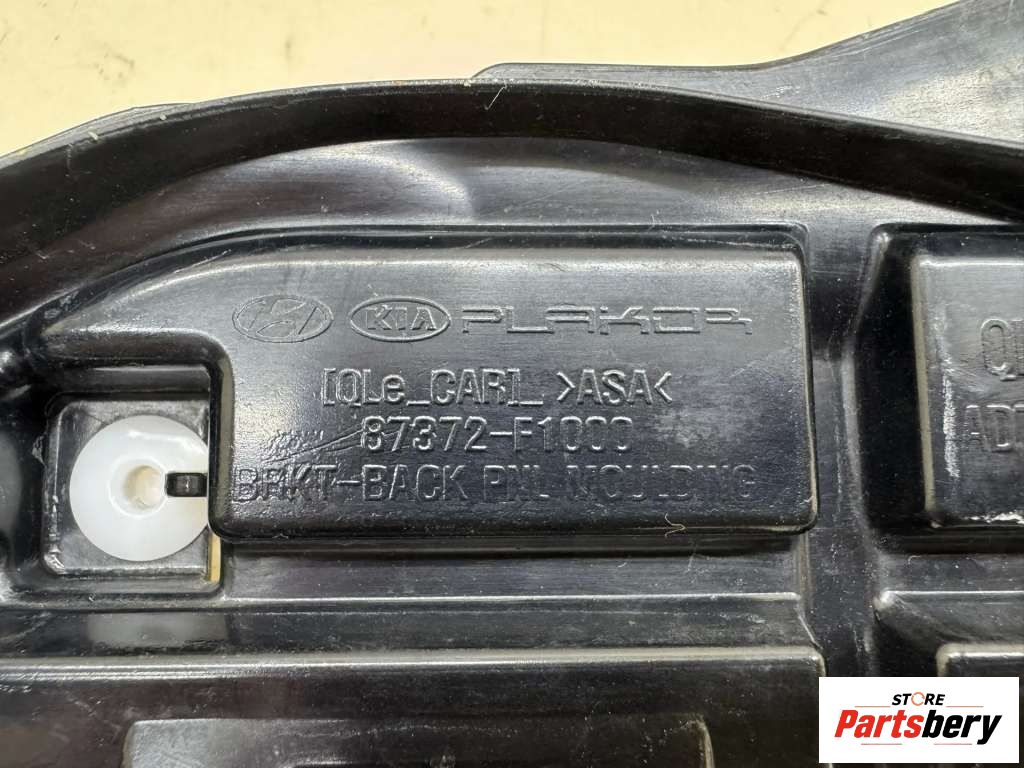 KIA PLAKOR
[QLe_CAR]_ >ASA<
87372-F1000
BRKT-BACK PNL MOULDING
STORE
Partsbery